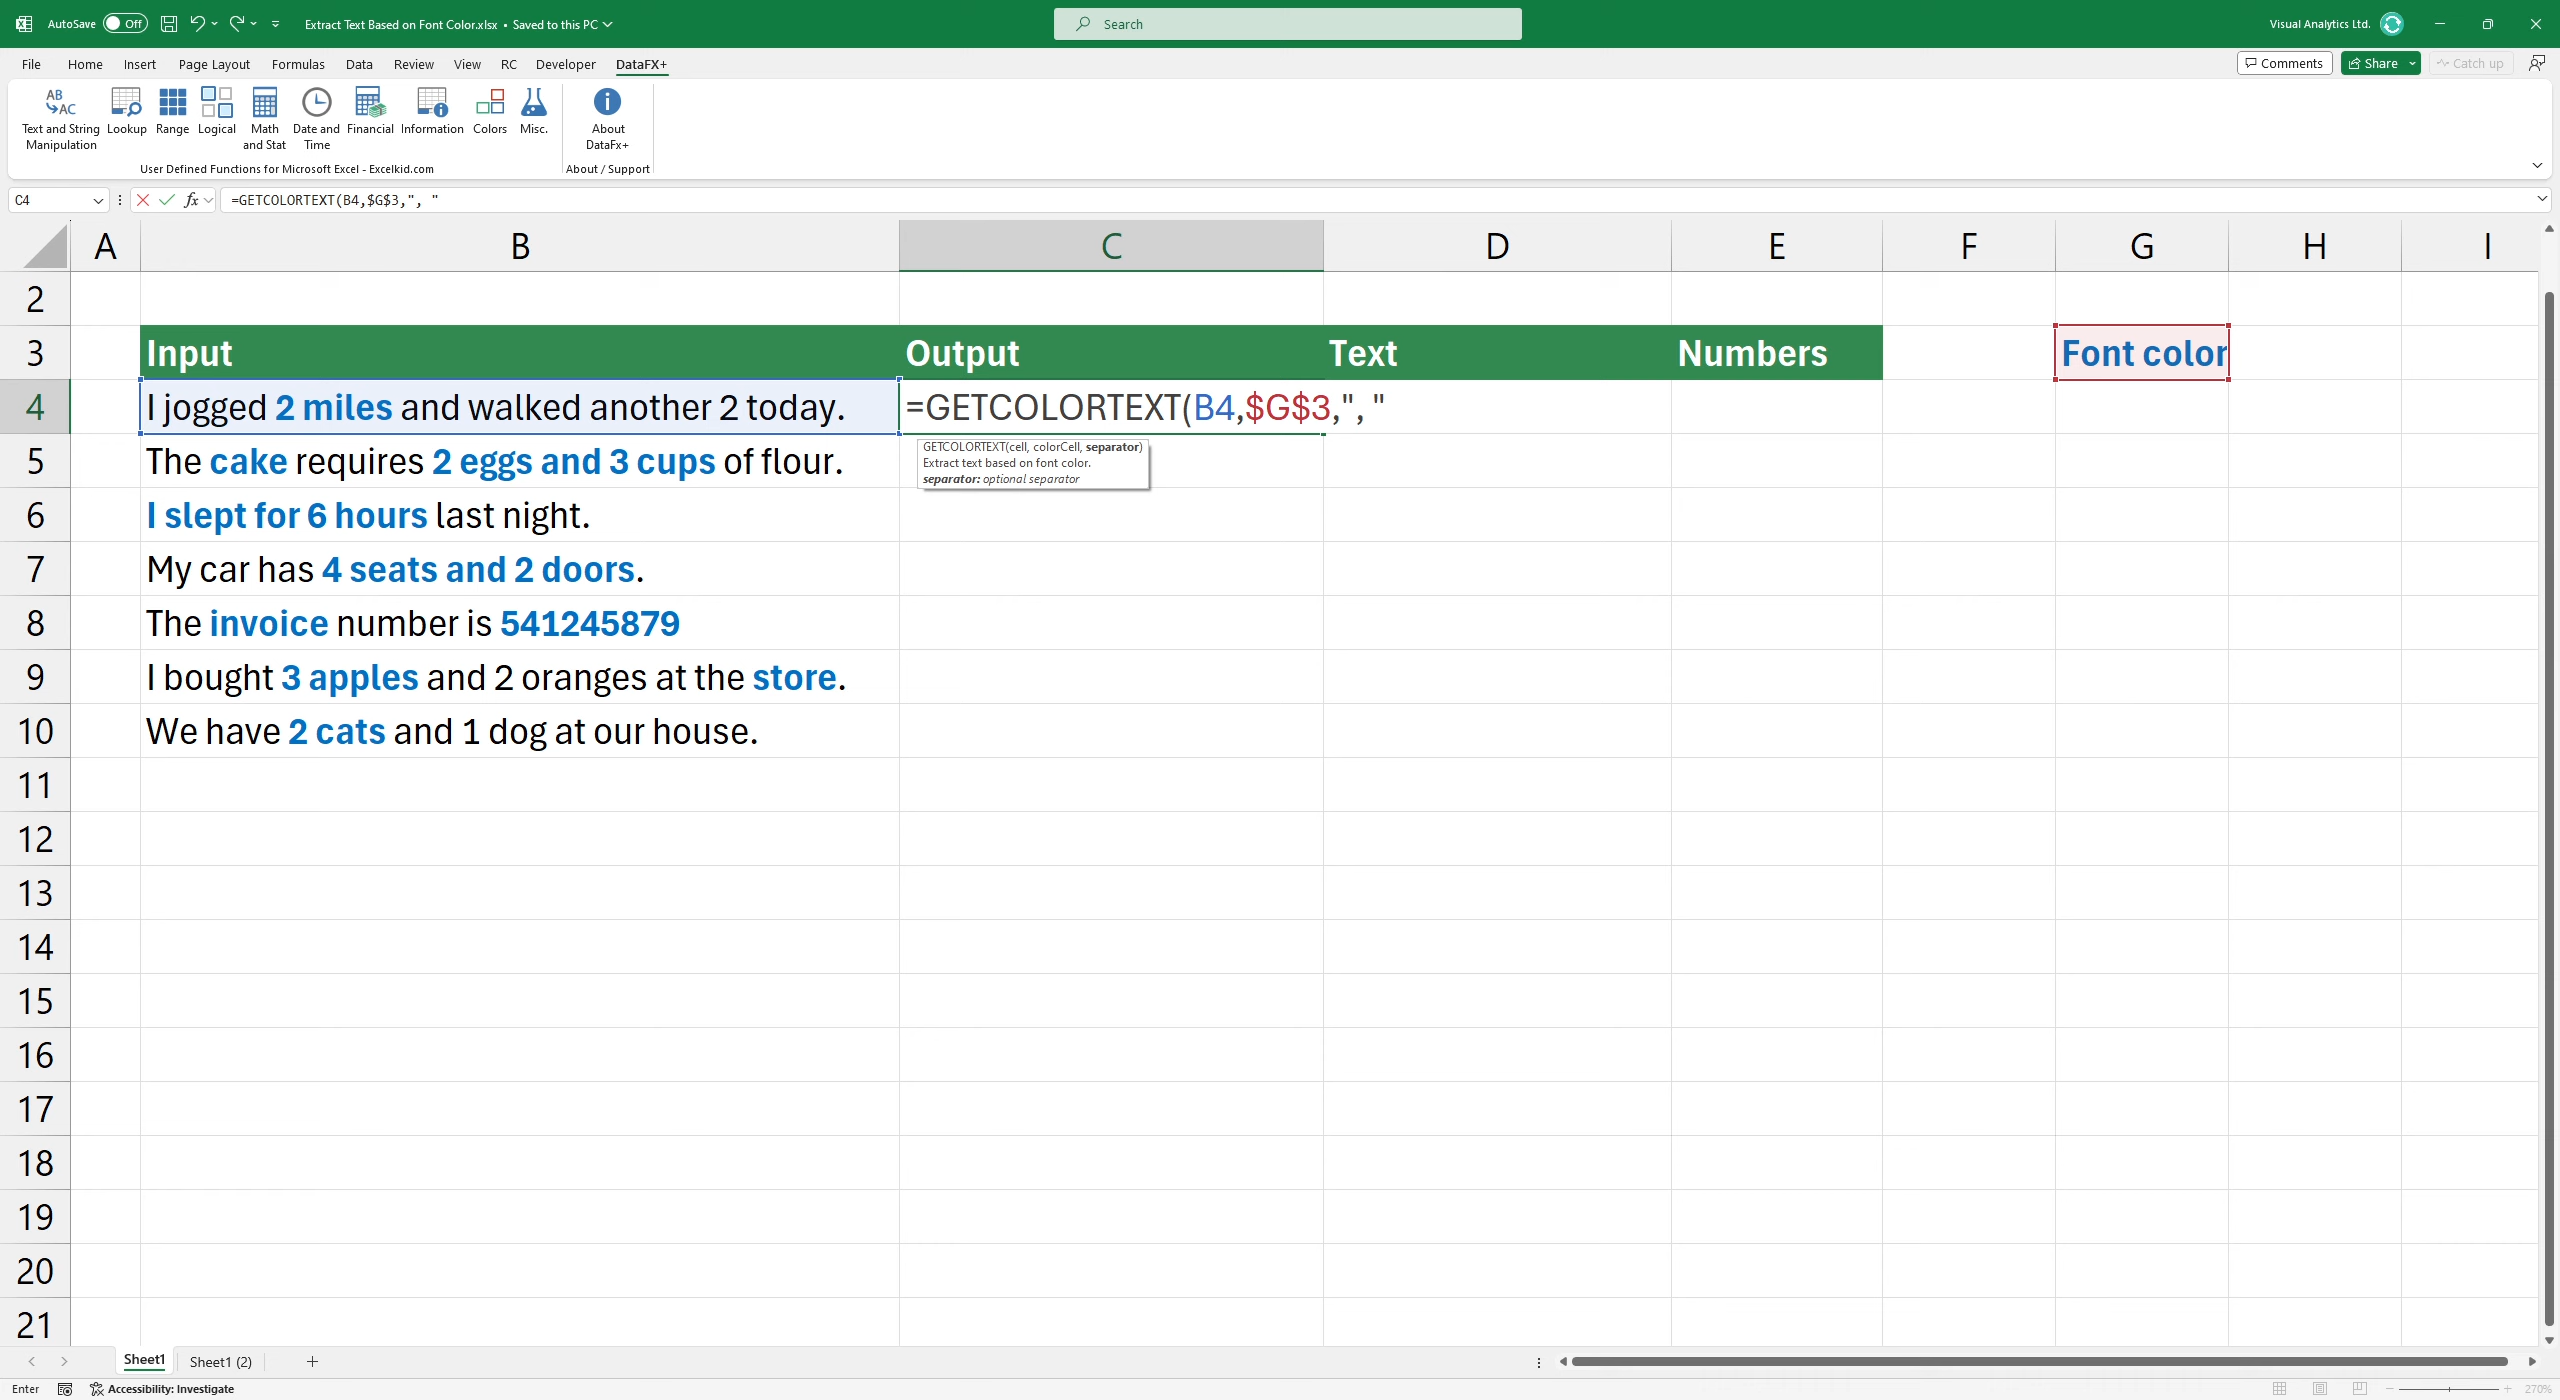 AutoSave Off Extract Text Based on Font Color.xlsx • Saved to this PC Search Visual Analytics Ltd.
File Home Insert Page Layout Formulas Data Review View RC Developer DataFX+ Comments Share Catch up
Text and String Manipulation Lookup Range Logical Math and Stat Date and Time Financial Information Colors Misc. About DataFx+
User Defined Functions for Microsoft Excel - Excelkid.com About / Support
C4 fx =GETCOLORTEXT(B4,$G$3,", "
A B C D E F G H I
2
3 Input Output Text Numbers Font color
4 I jogged 2 miles and walked another 2 today. =GETCOLORTEXT(B4,$G$3,", "
GETCOLORTEXT(cell, colorCell, separator)
Extract text based on font color.
separator: optional separator
5 The cake requires 2 eggs and 3 cups of flour.
6 I slept for 6 hours last night.
7 My car has 4 seats and 2 doors.
8 The invoice number is 541245879
9 I bought 3 apples and 2 oranges at the store.
10 We have 2 cats and 1 dog at our house.
11
12
13
14
15
16
17
18
19
20
21
Sheet1 Sheet1 (2)
Enter Accessibility: Investigate 270%